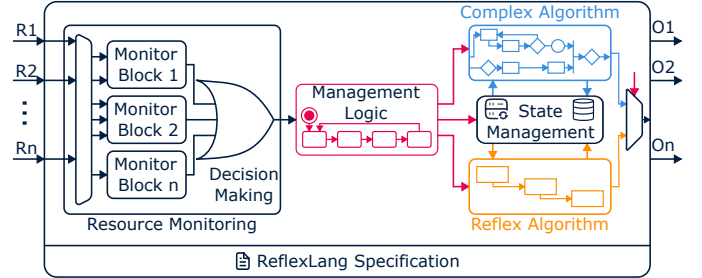 R1
R2
⋮
Rn
Monitor
Block 1
Monitor
Block 2
Monitor
Block n
Decision
Making
Resource Monitoring
Management
Logic
Complex Algorithm
State
Management
Reflex Algorithm
O1
O2
On
ReflexLang Specification